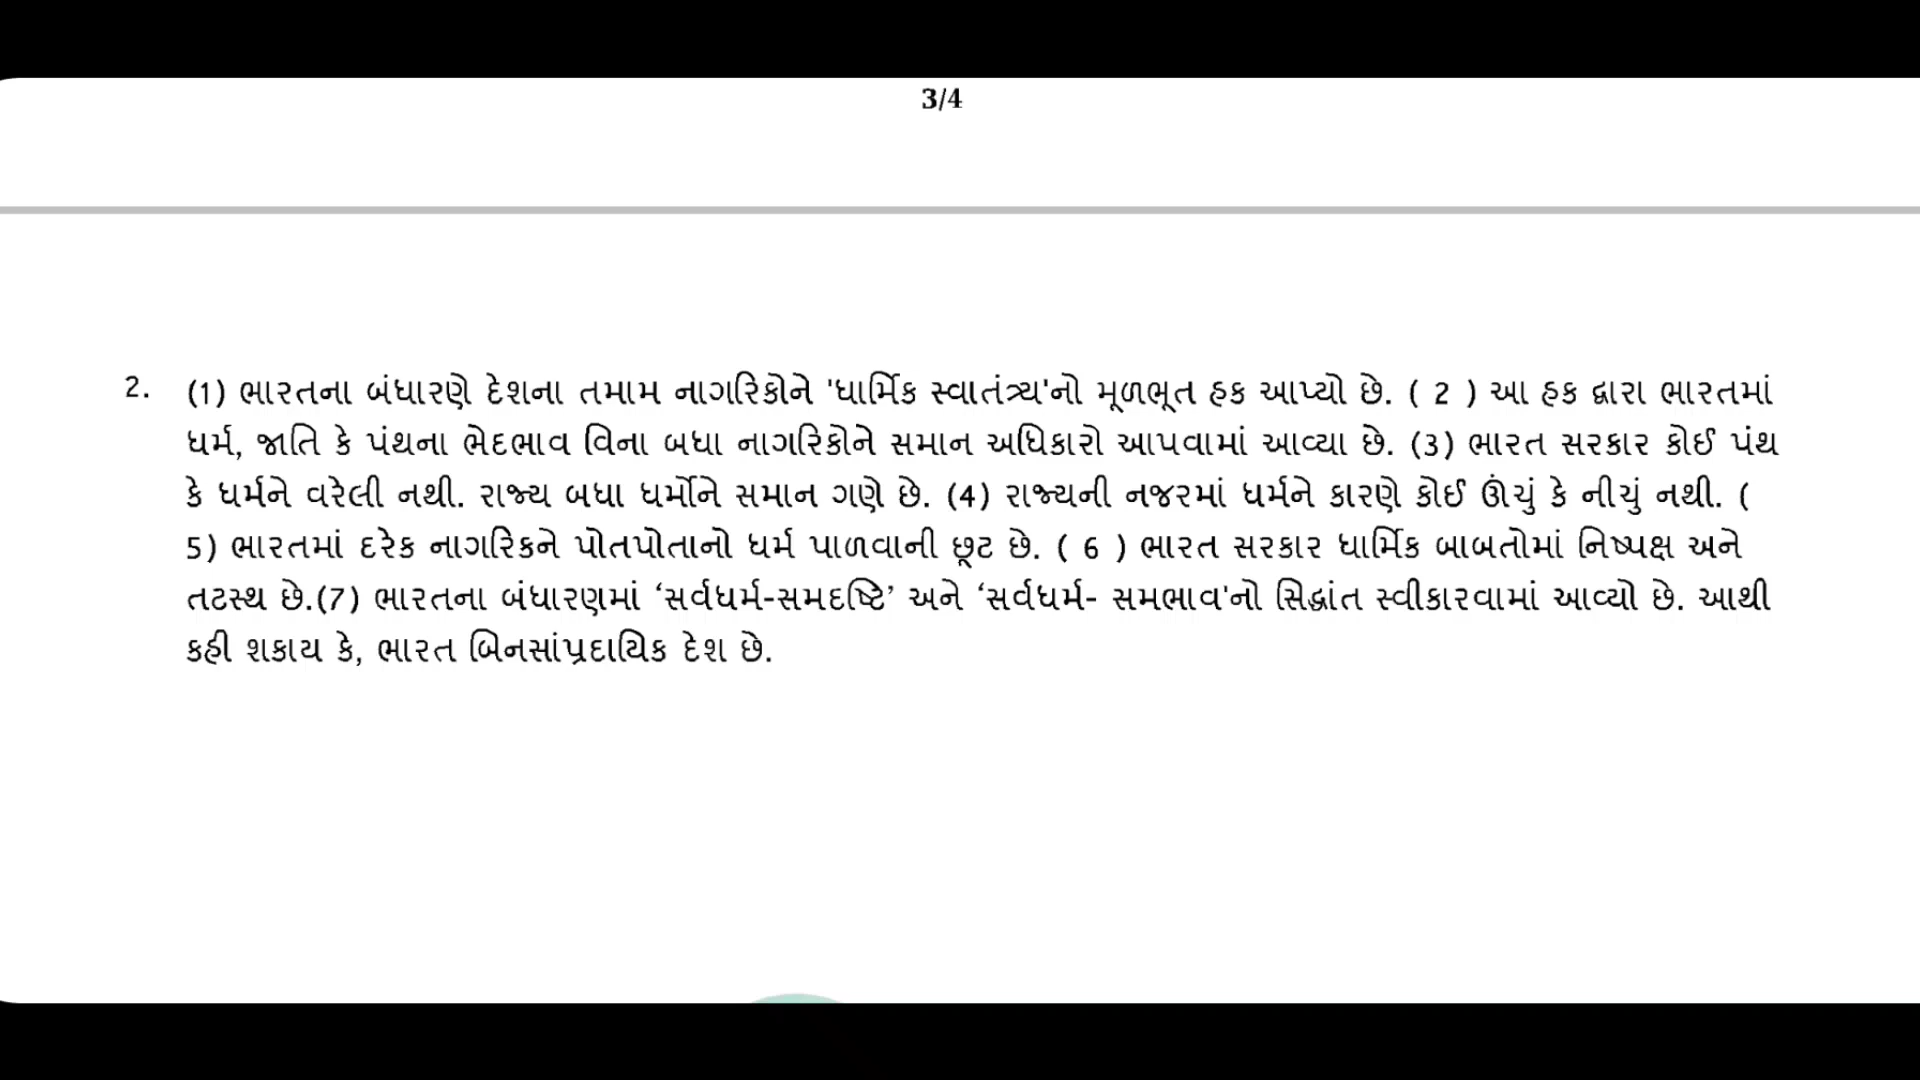 3/4
2. (1) ભારતના બંધારણે દેશના તમામ નાગરિકોને 'ધાર્મિક સ્વાતંત્ર્ય'નો મૂળભૂત હક આપ્યો છે. ( 2 ) આ હક દ્વારા ભારતમાં
ધર્મ, જાતિ કે પંથના ભેદભાવ વિના બધા નાગરિકોને સમાન અધિકારો આપવામાં આવ્યા છે. (3) ભારત સરકાર કોઈ પંથ
કે ધર્મને વરેલી નથી. રાજ્ય બધા ધર્મોને સમાન ગણે છે. (4) રાજ્યની નજરમાં ધર્મને કારણે કોઈ ઊંચું કે નીચું નથી. (
5) ભારતમાં દરેક નાગરિકને પોતપોતાનો ધર્મ પાળવાની છૂટ છે. ( 6 ) ભારત સરકાર ધાર્મિક બાબતોમાં નિષ્પક્ષ અને
તટસ્થ છે.(7) ભારતના બંધારણમાં ‘સર્વધર્મ-સમદષ્ટિ’ અને ‘સર્વધર્મ- સમભાવ'નો સિદ્ધાંત સ્વીકારવામાં આવ્યો છે. આથી
કહી શકાય કે, ભારત બિનસાંપ્રદાયિક દેશ છે.